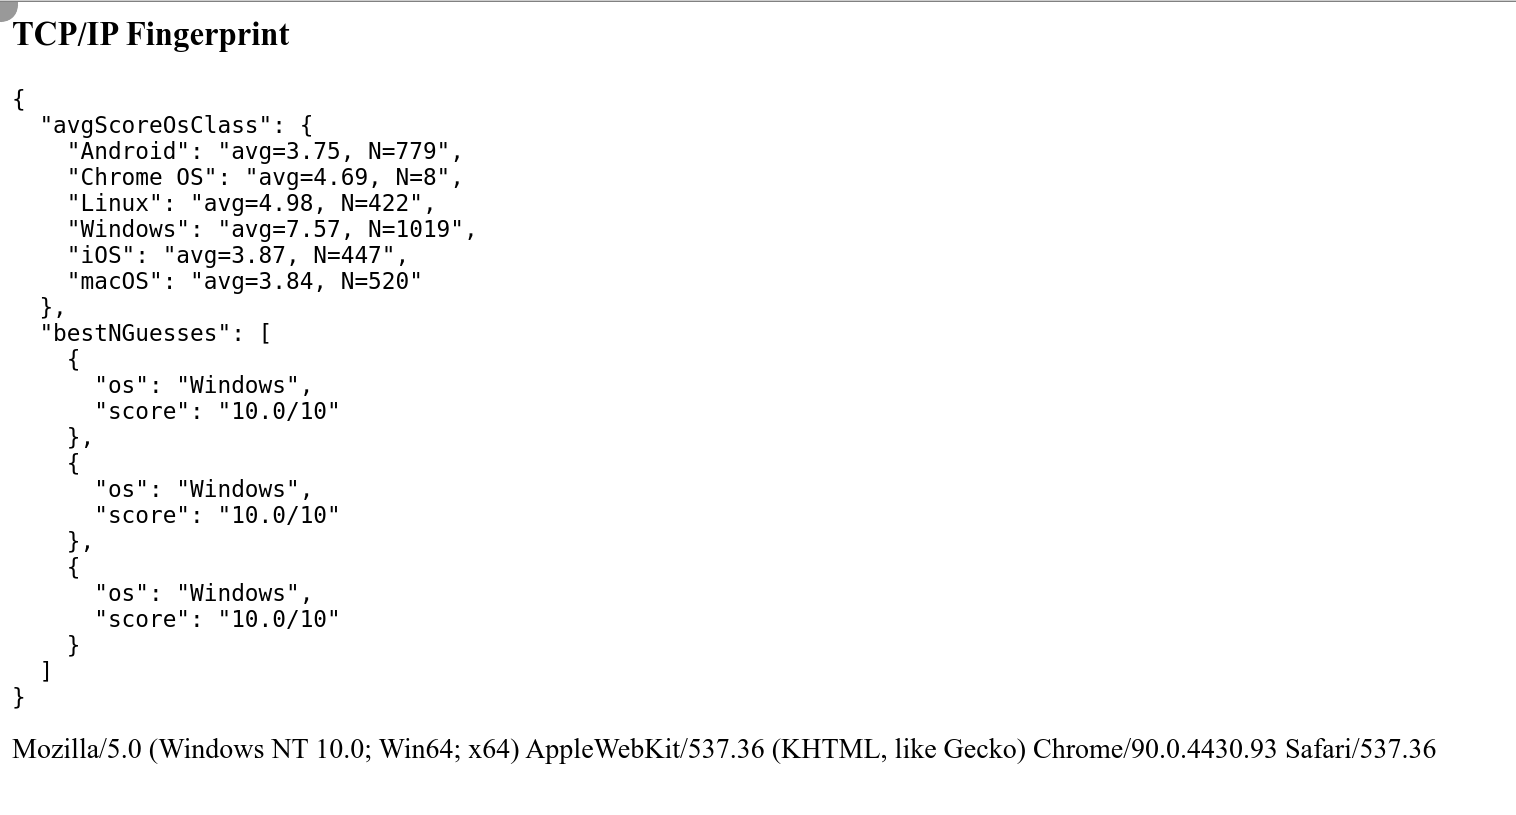 TCP/IP Fingerprint
{
  "avgScoreOsClass": {
    "Android": "avg=3.75, N=779",
    "Chrome OS": "avg=4.69, N=8",
    "Linux": "avg=4.98, N=422",
    "Windows": "avg=7.57, N=1019",
    "iOS": "avg=3.87, N=447",
    "macOS": "avg=3.84, N=520"
  },
  "bestNGuesses": [
    {
      "os": "Windows",
      "score": "10.0/10"
    },
    {
      "os": "Windows",
      "score": "10.0/10"
    },
    {
      "os": "Windows",
      "score": "10.0/10"
    }
  ]
}
Mozilla/5.0 (Windows NT 10.0; Win64; x64) AppleWebKit/537.36 (KHTML, like Gecko) Chrome/90.0.4430.93 Safari/537.36